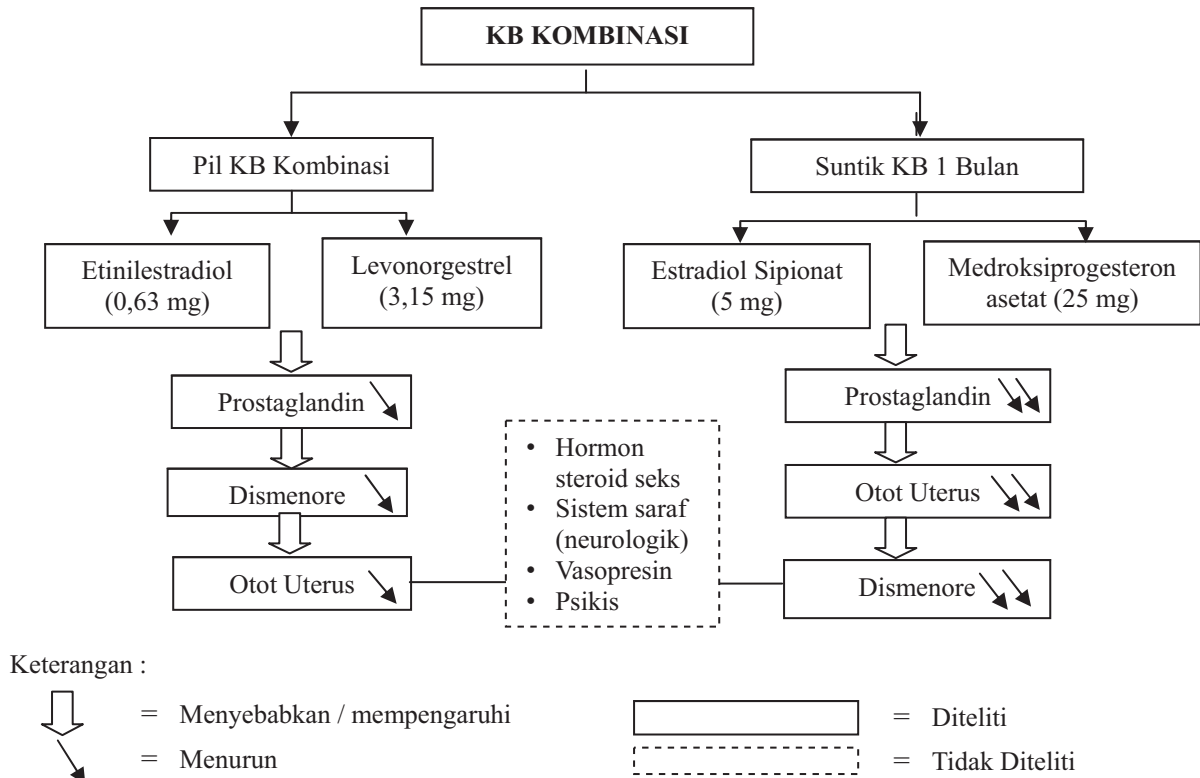 KB KOMBINASI
Pil KB Kombinasi
Suntik KB 1 Bulan
Etinilestradiol
(0,63 mg)
Levonorgestrel
(3,15 mg)
Estradiol Sipionat
(5 mg)
Medroksiprogesteron
asetat (25 mg)
Prostaglandin
Dismenore
Otot Uterus
• Hormon
steroid seks
• Sistem saraf
(neurologik)
• Vasopresin
• Psikis
Prostaglandin
Otot Uterus
Dismenore
Keterangan :
= Menyebabkan / mempengaruhi
= Menurun
= Diteliti
= Tidak Diteliti